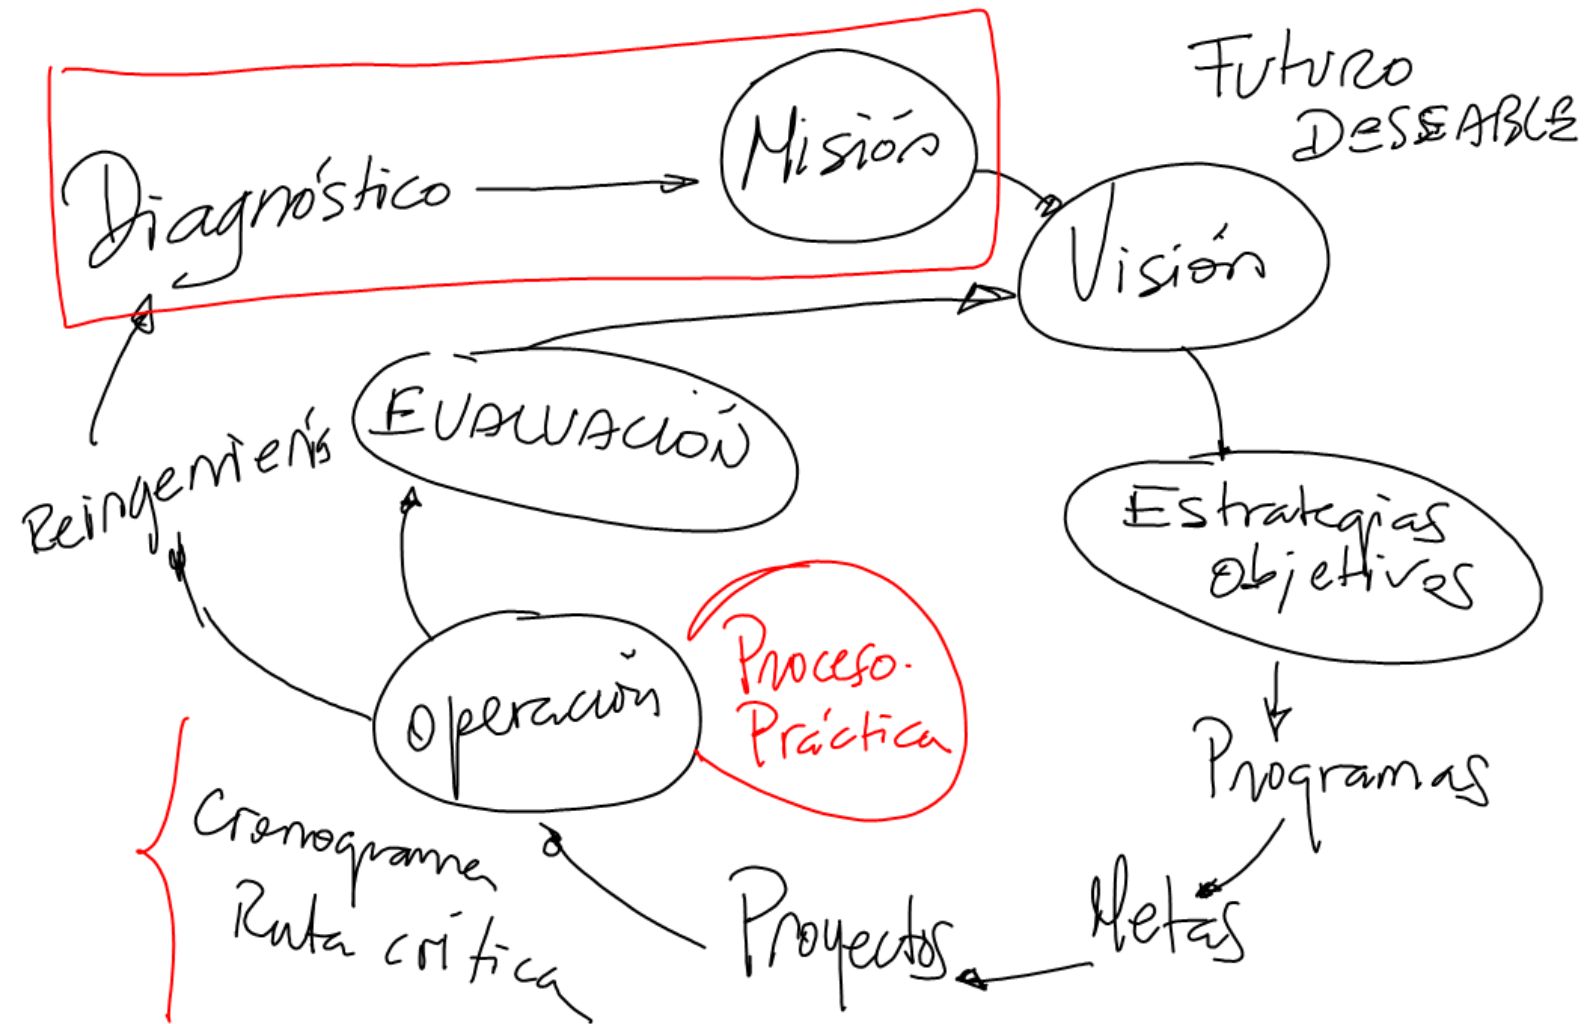 Futuro
DESEABLE
Diagnóstico
Misión
Visión
EVALUACIÓN
Reingeniería
Estrategias
objetivos
Operación
Proceso.
Práctica
Programas
Cronograma
Ruta crítica
Proyectos
Metas